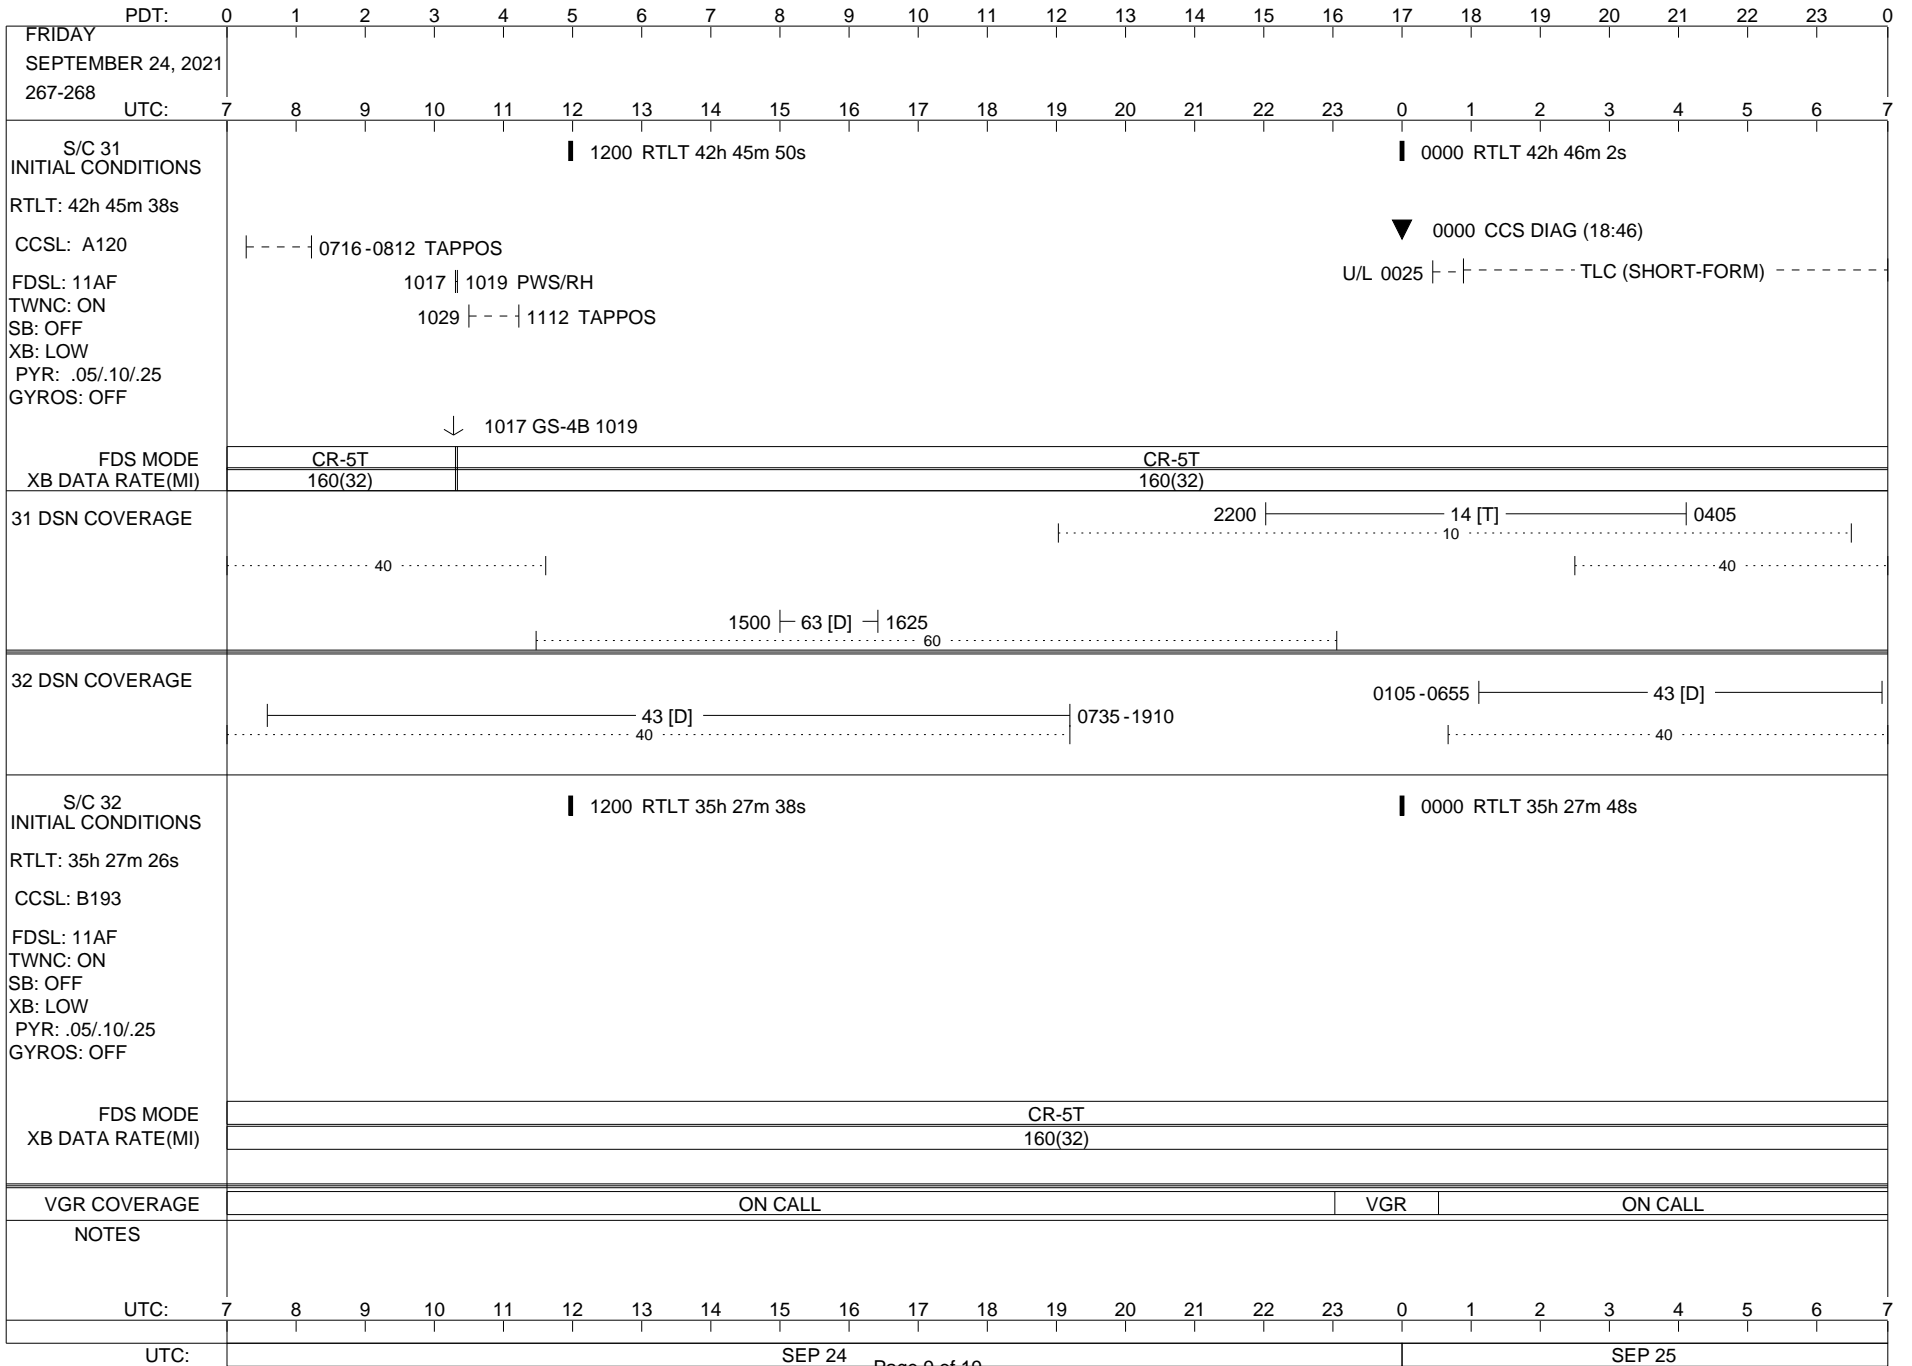 PDT: 0 1 2 3 4 5 6 7 8 9 10 11 12 13 14 15 16 17 18 19 20 21 22 23 0
FRIDAY
SEPTEMBER 24, 2021
267-268
UTC: 7 8 9 10 11 12 13 14 15 16 17 18 19 20 21 22 23 0 1 2 3 4 5 6 7
S/C 31
INITIAL CONDITIONS
1200 RTLT 42h 45m 50s
0000 RTLT 42h 46m 2s
RTLT: 42h 45m 38s
0000 CCS DIAG (18:46)
CCSL: A120
0716-0812 TAPPOS
U/L 0025 TLC (SHORT-FORM)
FDSL: 11AF
1017 1019 PWS/RH
TWNC: ON
1029 1112 TAPPOS
SB: OFF
XB: LOW
PYR: .05/.10/.25
GYROS: OFF
1017 GS-4B 1019
FDS MODE CR-5T CR-5T
XB DATA RATE(MI) 160(32) 160(32)
31 DSN COVERAGE
2200 14 [T] 0405
10
40 40
1500 63 [D] 1625
60
32 DSN COVERAGE
0105-0655 43 [D]
43 [D] 0735-1910
40 40
S/C 32
INITIAL CONDITIONS
1200 RTLT 35h 27m 38s
0000 RTLT 35h 27m 48s
RTLT: 35h 27m 26s
CCSL: B193
FDSL: 11AF
TWNC: ON
SB: OFF
XB: LOW
PYR: .05/.10/.25
GYROS: OFF
FDS MODE CR-5T
XB DATA RATE(MI) 160(32)
VGR COVERAGE ON CALL VGR ON CALL
NOTES
UTC: 7 8 9 10 11 12 13 14 15 16 17 18 19 20 21 22 23 0 1 2 3 4 5 6 7
UTC: SEP 24 SEP 25